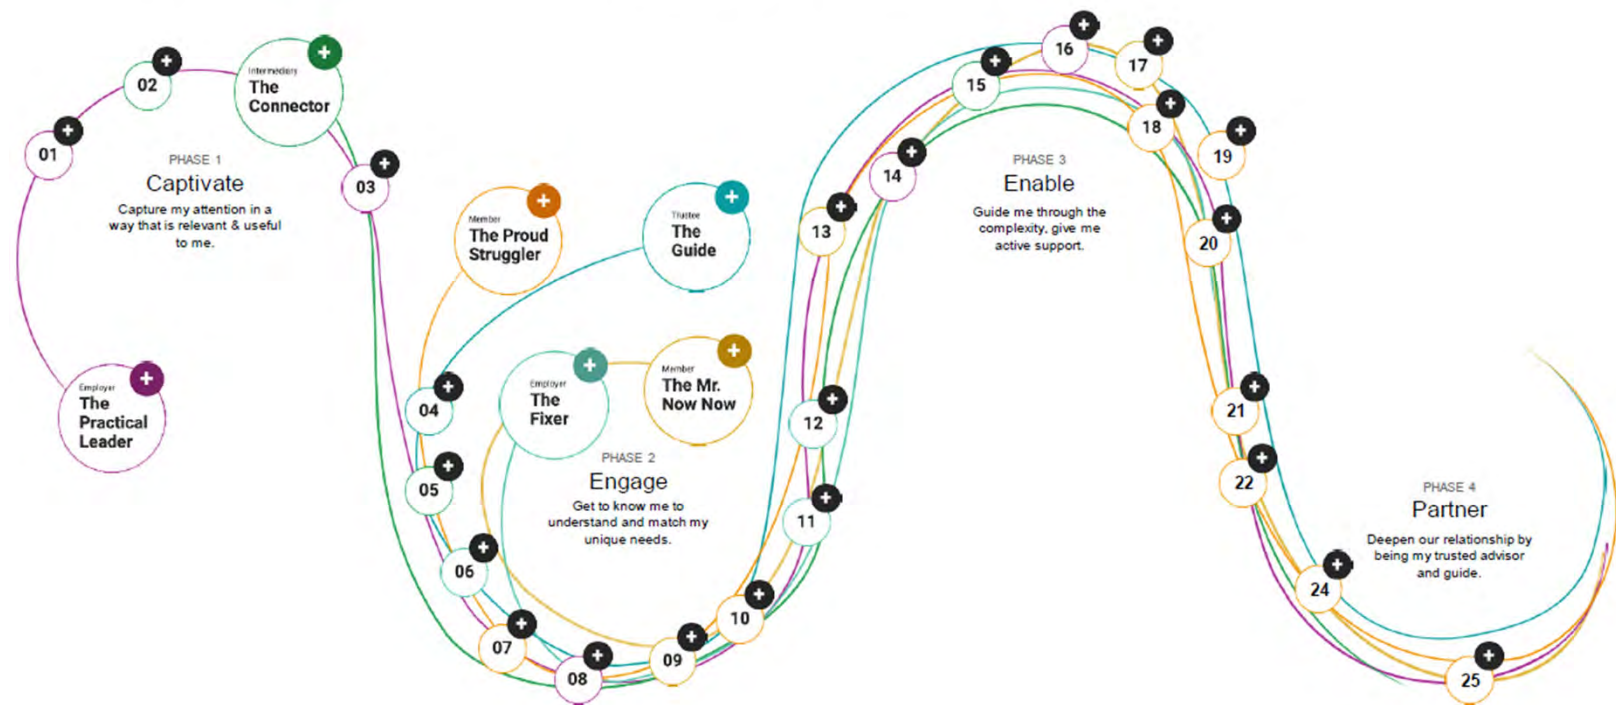 01
02
Intermediary
The
Connector
PHASE 1
Captivate
Capture my attention in a
way that is relevant & useful
to me.
03
Employer
The
Practical
Leader
Member
The Proud
Struggler
Trustee
The
Guide
04
05
06
07
08
Employer
The
Fixer
Member
The Mr.
Now Now
PHASE 2
Engage
Get to know me to
understand and match my
unique needs.
09
10
11
12
13
14
15
16
17
18
19
20
PHASE 3
Enable
Guide me through the
complexity, give me
active support.
21
22
24
25
PHASE 4
Partner
Deepen our relationship by
being my trusted advisor
and guide.